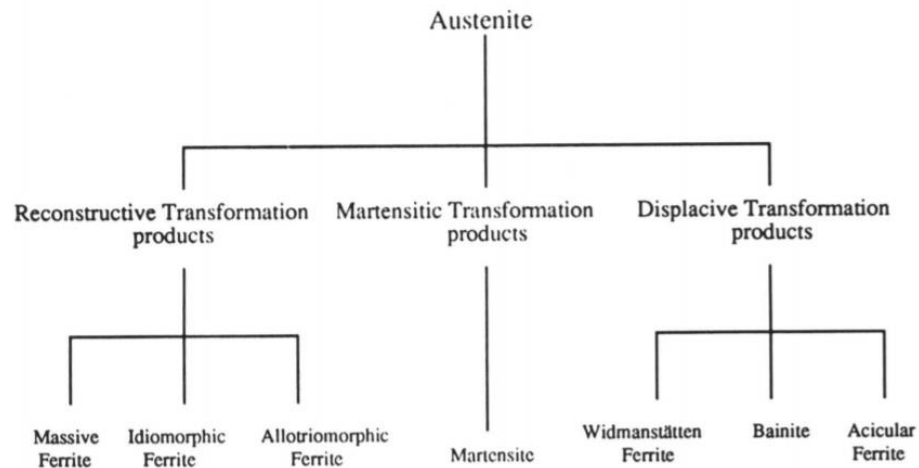 Austenite
Reconstructive Transformation
products
Martensitic Transformation
products
Displacive Transformation
products
Massive
Ferrite
Idiomorphic
Ferrite
Allotriomorphic
Ferrite
Martensite
Widmanstätten
Ferrite
Bainite
Acicular
Ferrite